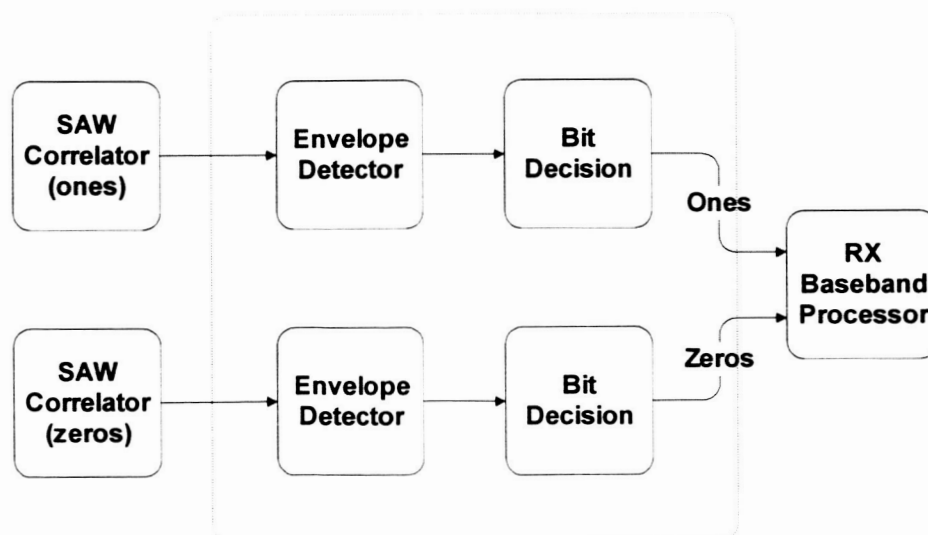 SAW
Correlator
(ones)
Envelope
Detector
Bit
Decision
Ones
RX
Baseband
Processor
SAW
Correlator
(zeros)
Envelope
Detector
Bit
Decision
Zeros